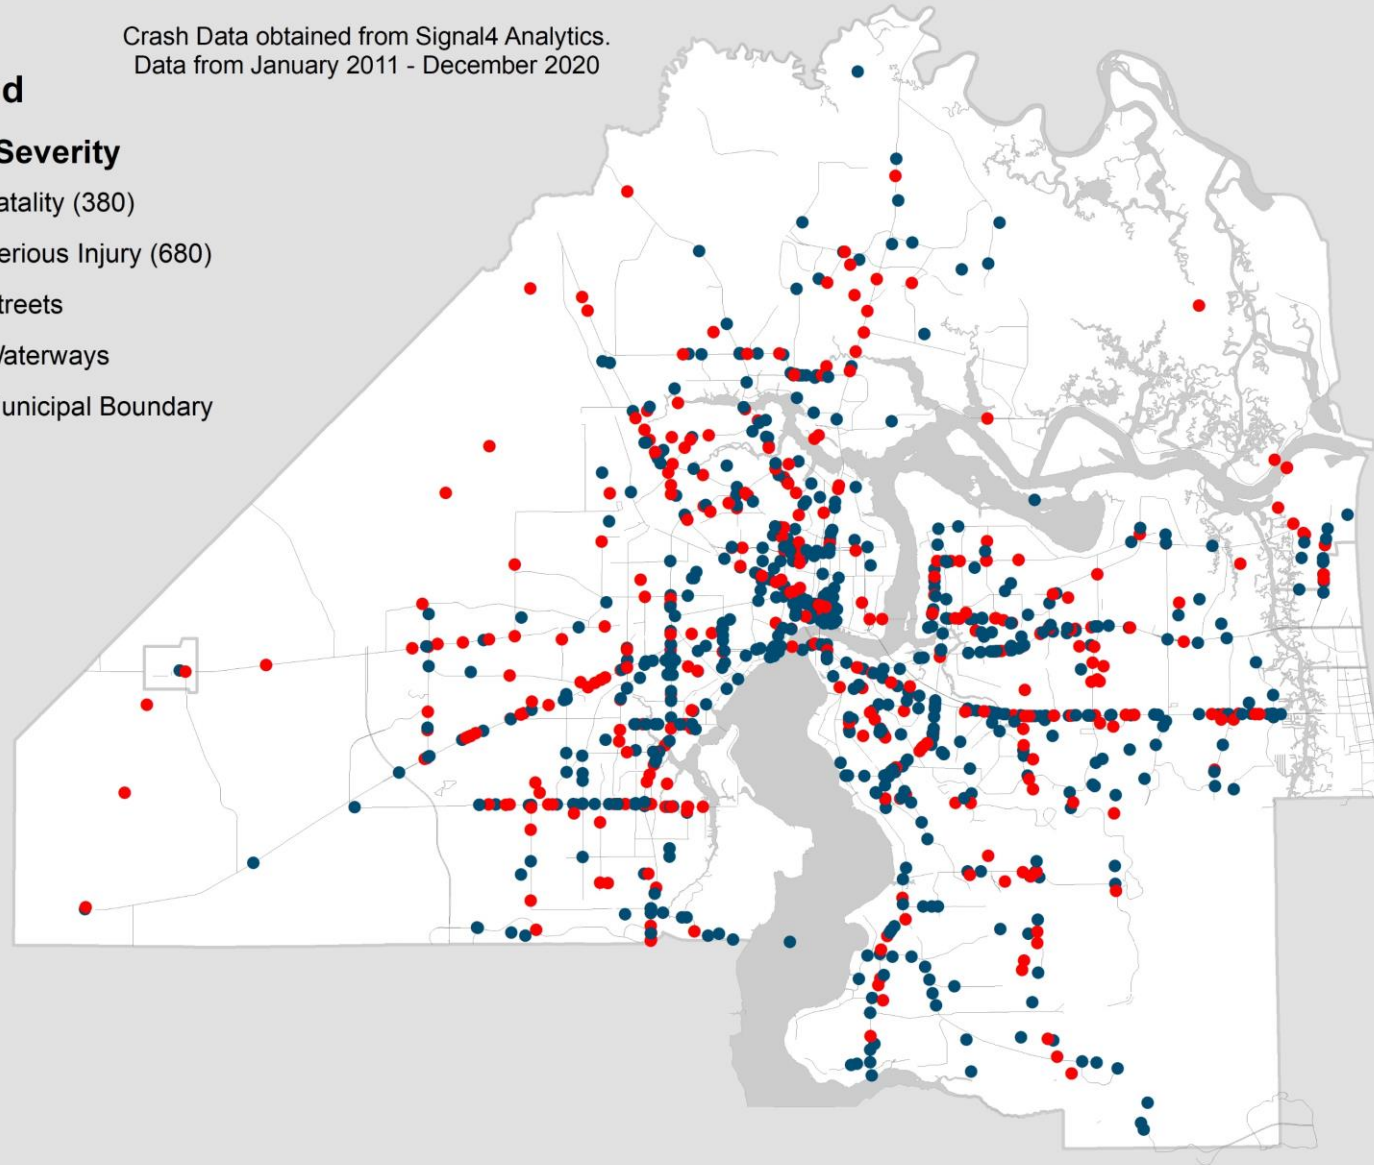 Crash Data obtained from Signal4 Analytics.
Data from January 2011 - December 2020
d
Severity
atality (380)
erious Injury (680)
treets
Waterways
unicipal Boundary